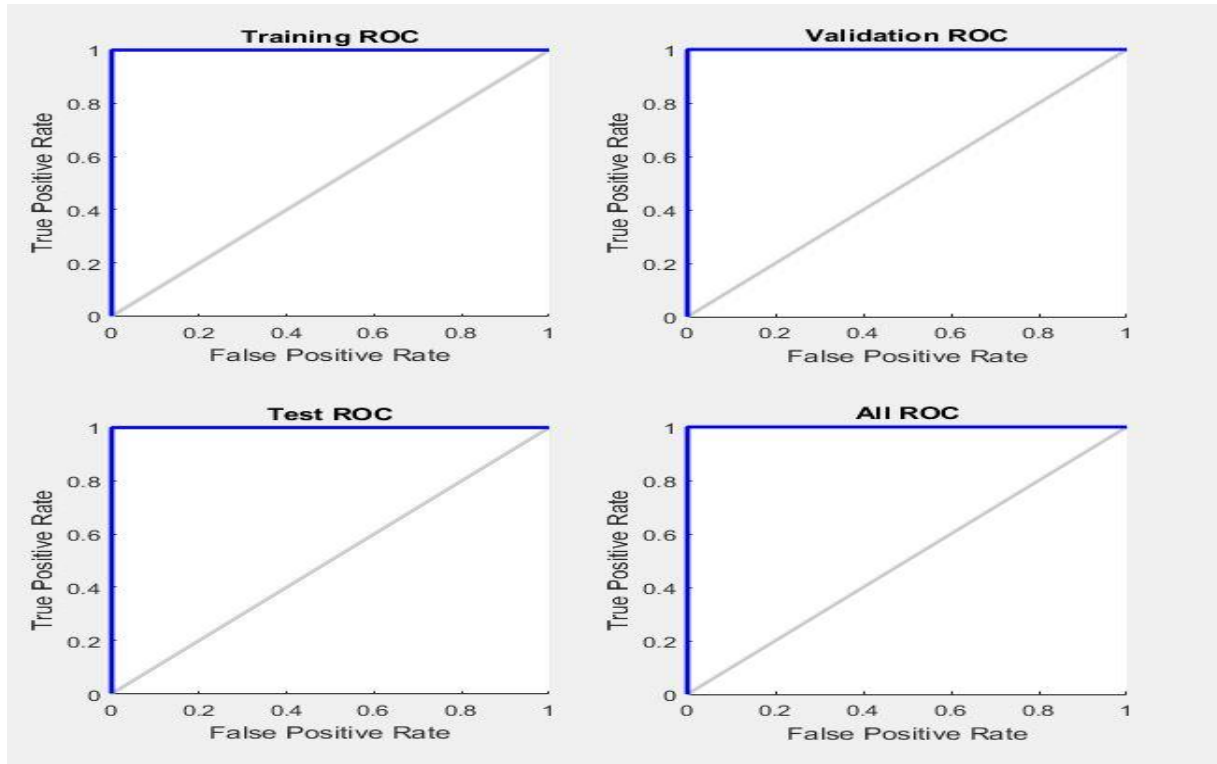 Training ROC
True Positive Rate
1
0.8
0.6
0.4
0.2
0
0 0.2 0.4 0.6 0.8 1
False Positive Rate
Validation ROC
True Positive Rate
1
0.8
0.6
0.4
0.2
0
0 0.2 0.4 0.6 0.8 1
False Positive Rate
Test ROC
True Positive Rate
1
0.8
0.6
0.4
0.2
0
0 0.2 0.4 0.6 0.8 1
False Positive Rate
All ROC
True Positive Rate
1
0.8
0.6
0.4
0.2
0
0 0.2 0.4 0.6 0.8 1
False Positive Rate